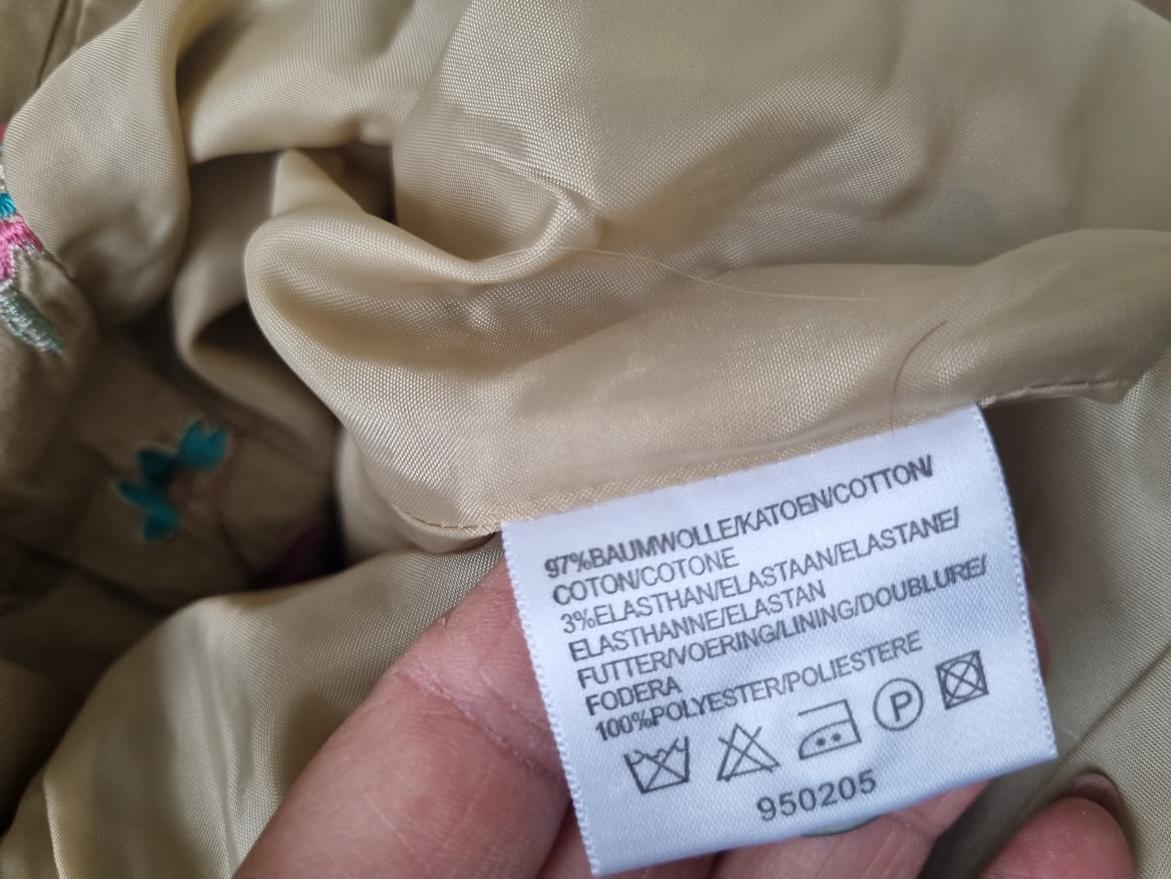 97%BAUMWOLLE/KATOEN/COTTON/
COTON/COTONE
3%ELASTHAN/ELASTAAN/ELASTANE/
ELASTHANNE/ELASTAN
FUTTER/VOERING/LINING/DOUBLURE/
FODERA
100%POLYESTER/POLIESTERE
P
950205